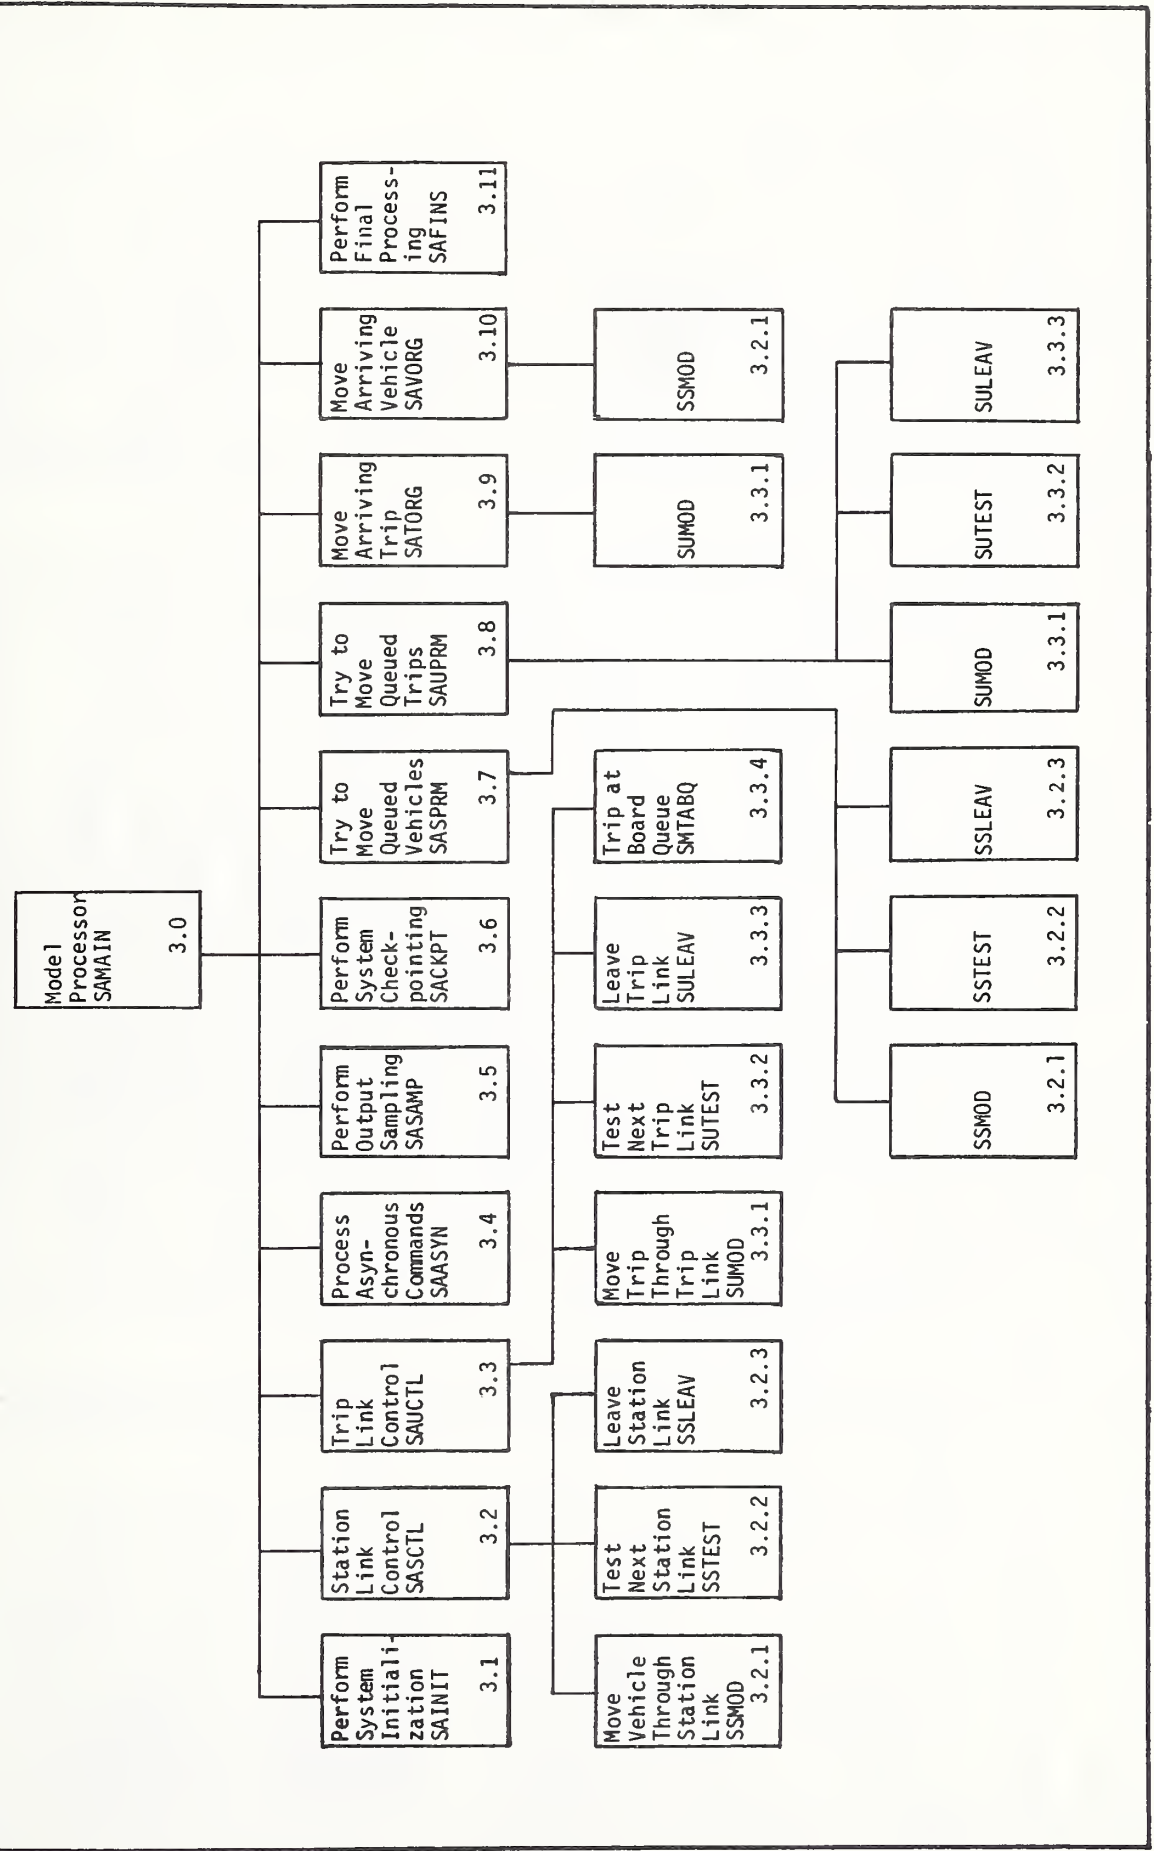 Model
Processor
SAMAIN
3.0
Perform
System
Initiali-
zation
SAINIT
3.1
Station
Link
Control
SASCTL
3.2
Trip
Link
Control
SAUCTL
3.3
Process
Asyn-
chronous
Commands
SAASYN
3.4
Perform
Output
Sampling
SASAMP
3.5
Perform
System
Check-
pointing
SACKPT
3.6
Try to
Move
Queued
Vehicles
SASPRM
3.7
Try to
Move
Queued
Trips
SAUPRM
3.8
Move
Arriving
Trip
SATORG
3.9
Move
Arriving
Vehicle
SAVORG
3.10
Perform
Final
Process-
ing
SAFINS
3.11
Move
Vehicle
Through
Station
Link
SSMOD
3.2.1
Test
Next
Station
Link
SSTEST
3.2.2
Leave
Station
Link
SSLEAV
3.2.3
Move
Trip
Through
Trip
Link
SUMOD
3.3.1
Test
Next
Trip
Link
SUTEST
3.3.2
Leave
Trip
Link
SULEAV
3.3.3
Trip at
Board
Queue
SMTABQ
3.3.4
SUMOD
3.3.1
SSMOD
3.2.1
SSMOD
3.2.1
SSTEST
3.2.2
SSLEAV
3.2.3
SUMOD
3.3.1
SUTEST
3.3.2
SULEAV
3.3.3